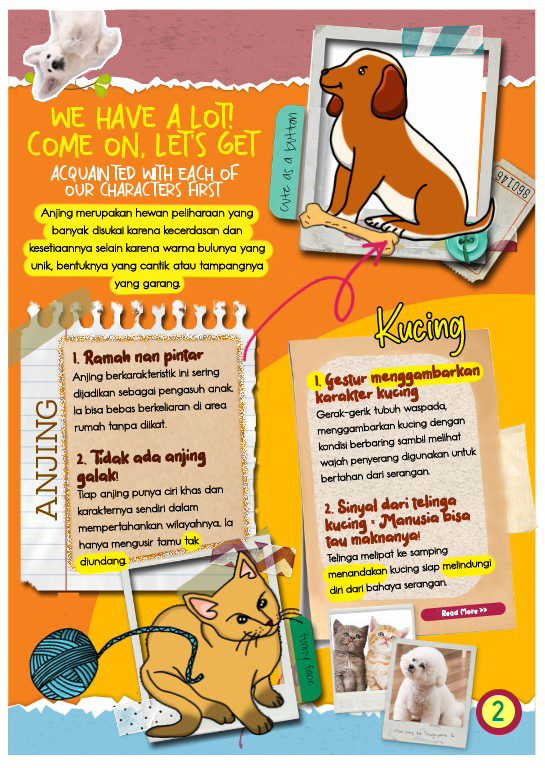 WE HAVE A LOT!
COME ON, LET'S GET
ACQUAINTED WITH EACH OF
OUR CHARACTERS FIRST
Anjing merupakan hewan peliharaan yang
banyak disukai karena kecerdasan dan
kesetiaannya selain karena warna bulunya yang
unik, bentuknya yang cantik atau tampangnya
yang garang.
cute as a button
098146
ANJING
1. Ramah nan pintar
Anjing berkarakteristik ini sering
dijadikan sebagai pengasuh anak.
Ia bisa bebas berkeliaran di area
rumah tanpa diikat.
2. Tidak ada anjing
galak!
Tiap anjing punya ciri khas dan
karakternya sendiri dalam
mempertahankan wilayahnya. Ia
hanya mengusir tamu tak
diundang.
Kucing
1. Gestur menggambarkan
karakter kucing
Gerak-gerik tubuh waspada,
menggambarkan kucing dengan
kondisi berbaring sambil melihat
wajah penyerang digunakan untuk
bertahan dari serangan.
2. Sinyal dari telinga
kucing = Manusia bisa
tau maknanya!
Telinga melipat ke samping
menandakan kucing siap melindungi
diri dari bahaya serangan.
Read More >>
2